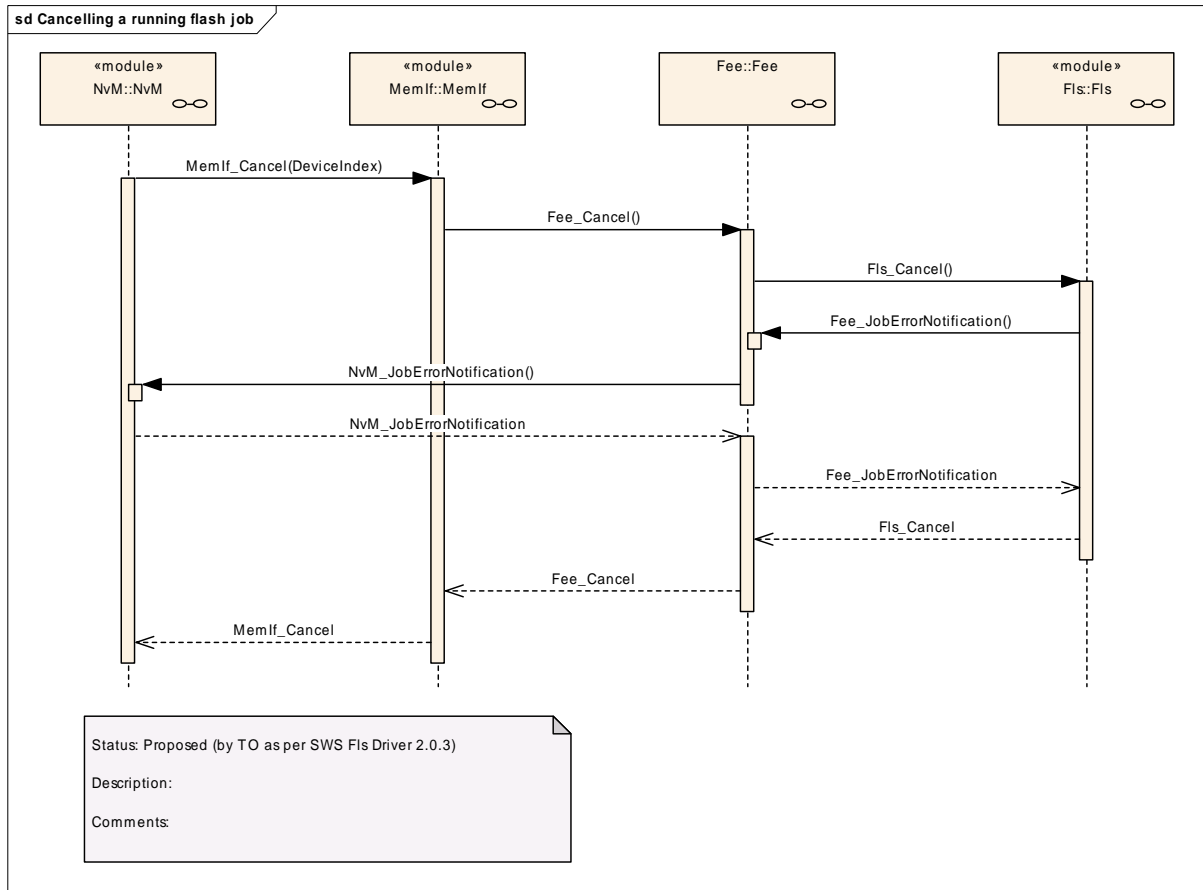 sd Cancelling a running flash job
«module»
NvM::NvM
«module»
MemIf::MemIf
Fee::Fee
«module»
Fls::Fls
MemIf_Cancel(DeviceIndex)
Fee_Cancel()
Fls_Cancel()
Fee_JobErrorNotification()
NvM_JobErrorNotification()
NvM_JobErrorNotification
Fee_JobErrorNotification
Fls_Cancel
Fee_Cancel
MemIf_Cancel
Status: Proposed (by TO as per SWS Fls Driver 2.0.3)
Description:
Comments: